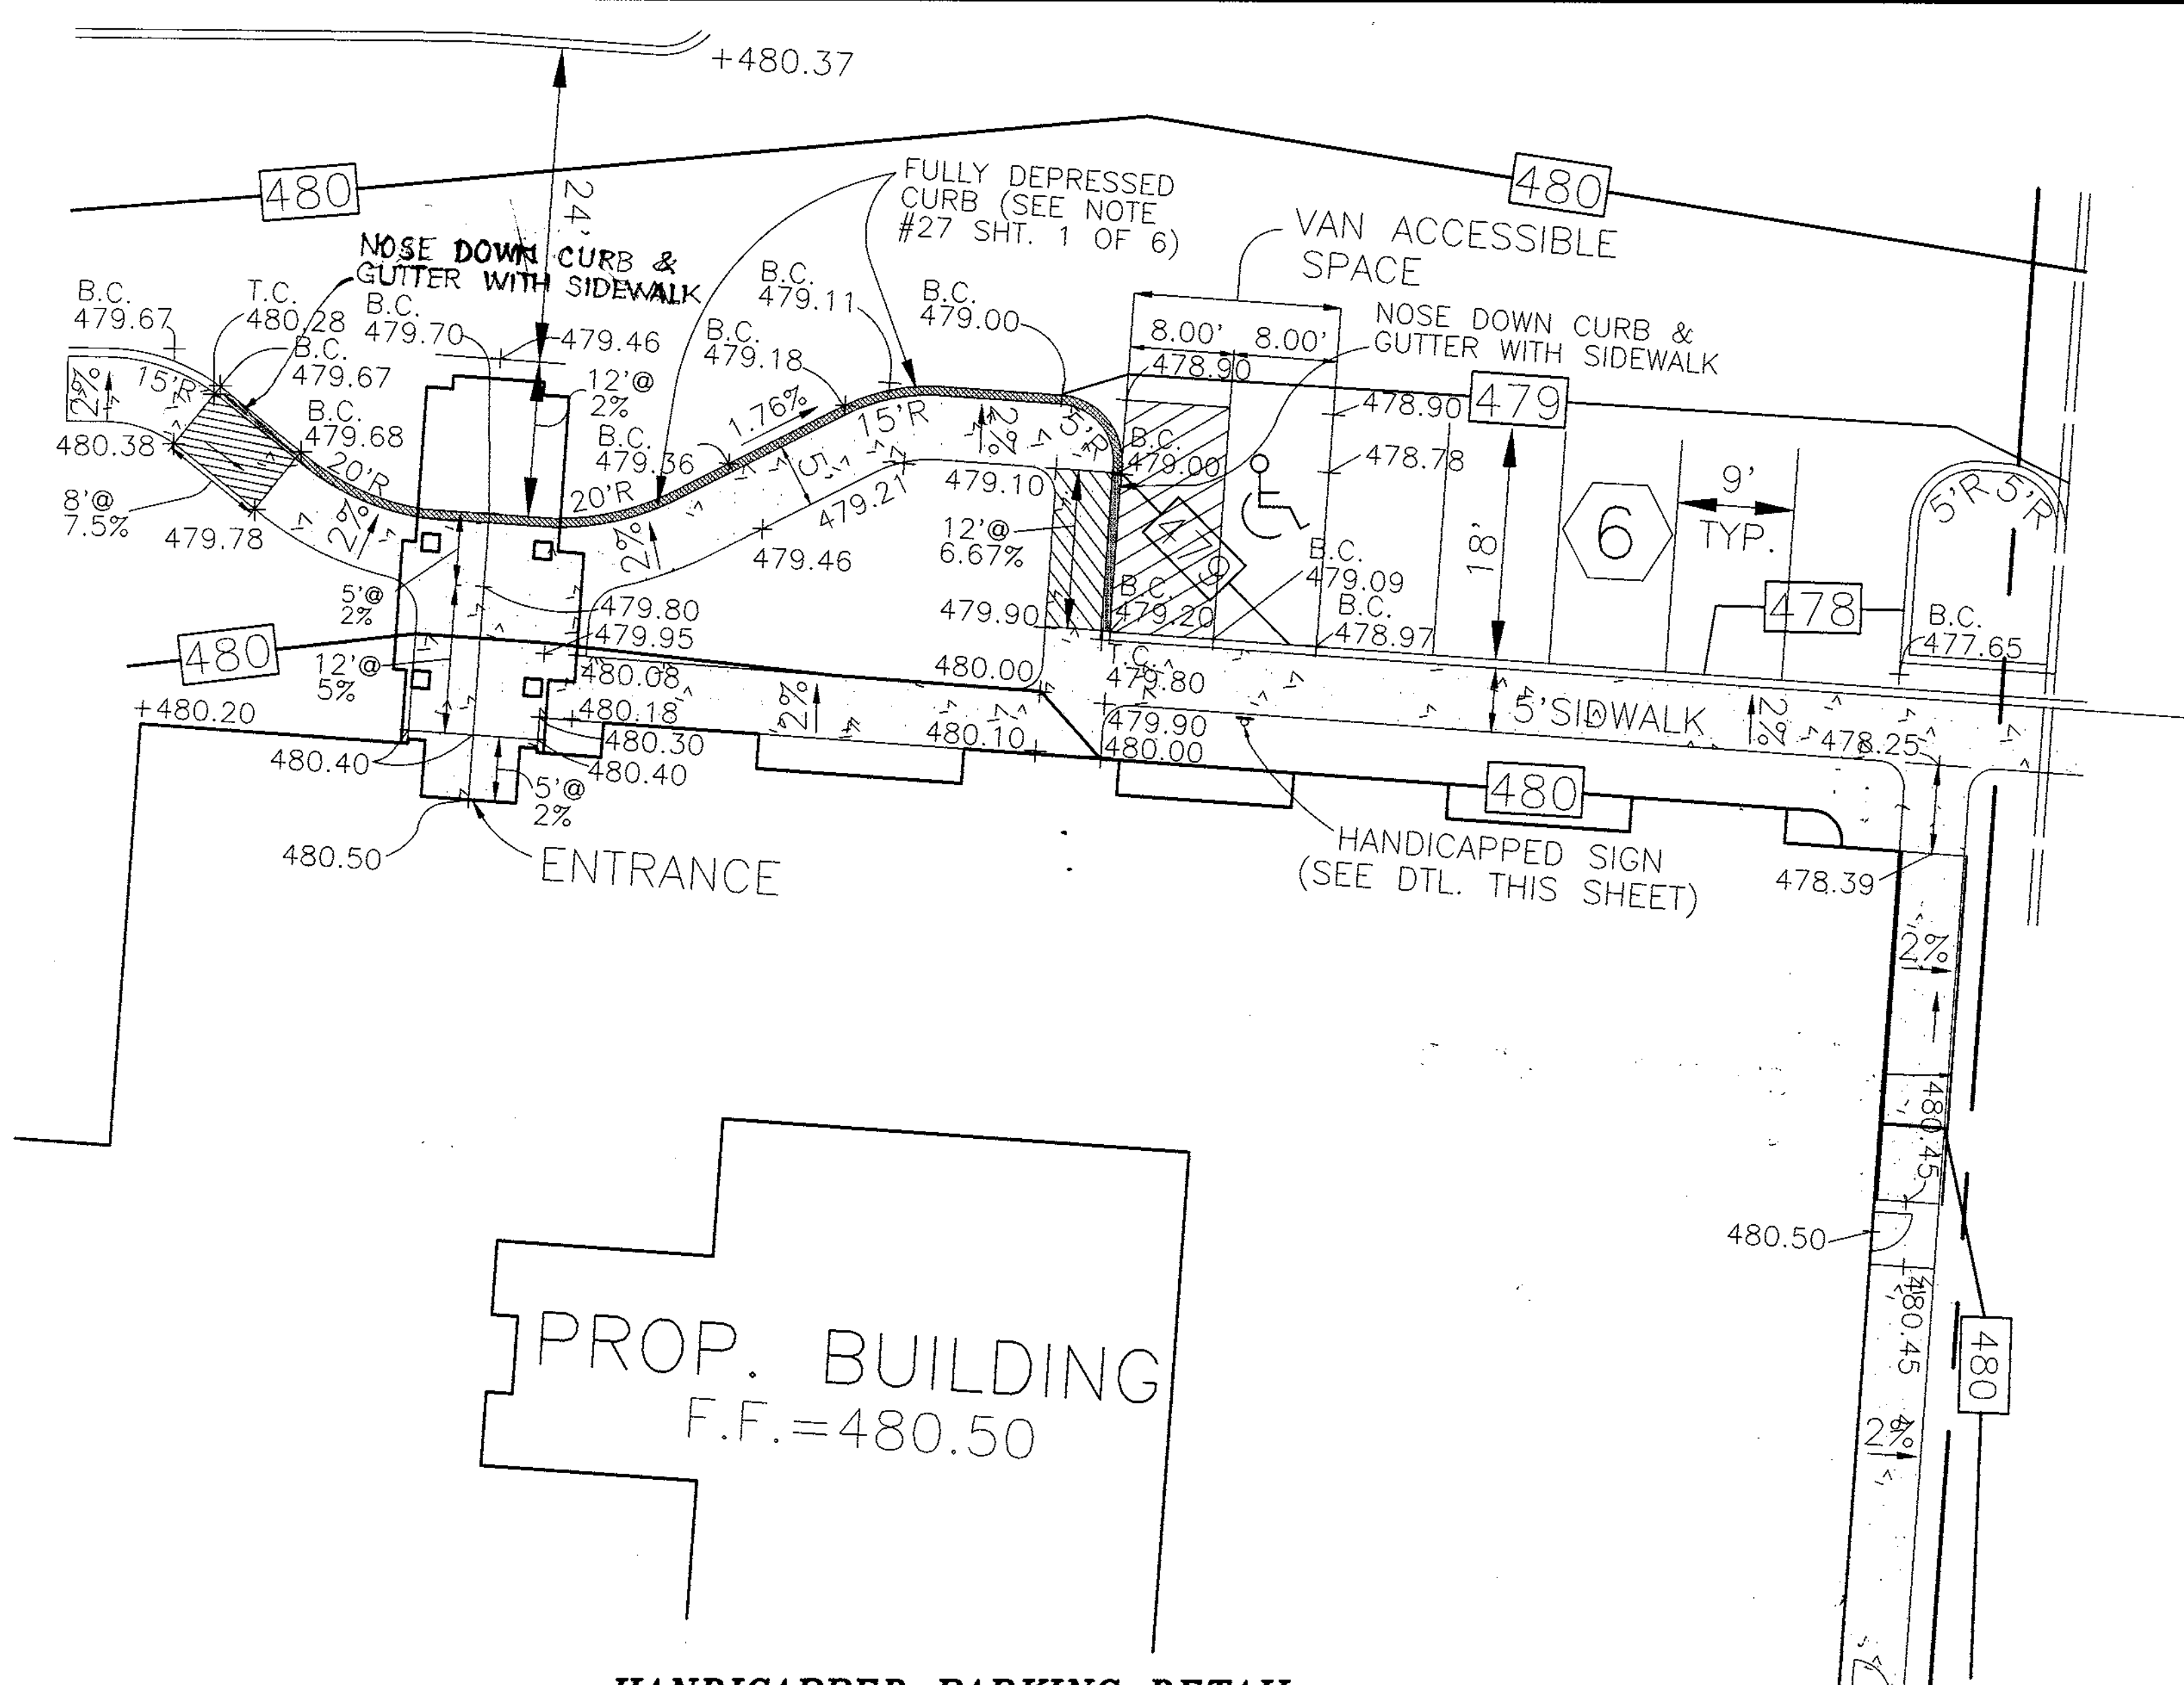 +480.37
480
24'
FULLY DEPRESSED
CURB (SEE NOTE
#27 SHT. 1 OF 6)
480
VAN ACCESSIBLE
SPACE
NOSE DOWN CURB &
GUTTER WITH SIDEWALK
B.C.
479.67
T.C.
480.28
B.C.
479.70
B.C.
479.67
479.46
B.C.
479.11
B.C.
479.00
B.C.
479.18
NOSE DOWN CURB &
GUTTER WITH SIDEWALK
8.00'
8.00'
478.90
2%
15'R
12'@
2%
1.76%
15'R
2%
5'R
478.90
479
480.38
B.C.
479.68
B.C.
479.36
B.C.
479.00
478.78
20'R
20'R
5'
479.10
479.21
8'@
7.5%
479.78
2%
2%
479.46
12'@
6.67%
479
18'
6
9'
TYP.
5'R
5'R
B.C.
479.09
5'@
2%
479.80
479.95
479.90
B.C.
479.20
B.C.
478.97
478
B.C.
477.65
480
12'@
5%
480.08
480.00
479.80
+480.20
480.18
2%
479.90
5'SIDWALK
2%
478.25
480.30
480.10
480.00
480.40
480.40
5'@
2%
480
480.50
ENTRANCE
HANDICAPPED SIGN
(SEE DTL. THIS SHEET)
478.39
2%
480.45
480.50
480.45
480
PROP. BUILDING
F.F.=480.50
2%